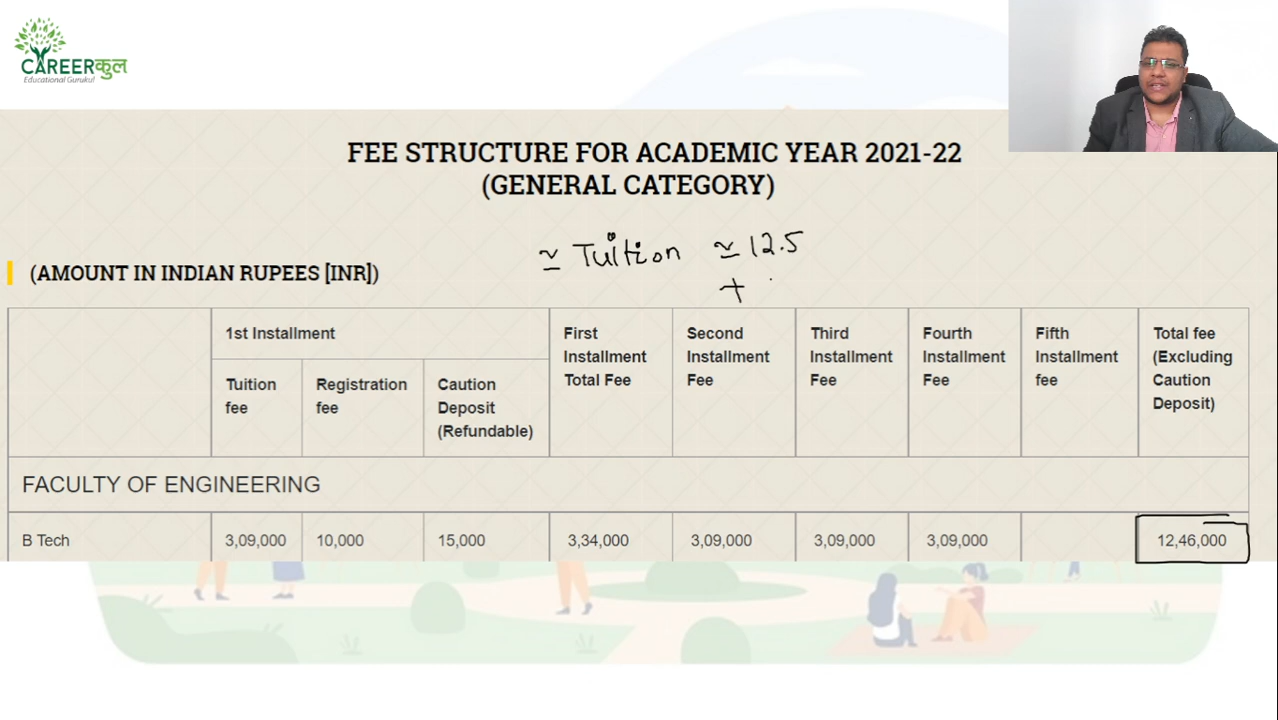 CAREERकुल
Educational Gurukul
FEE STRUCTURE FOR ACADEMIC YEAR 2021-22
(GENERAL CATEGORY)
≃ Tuition ≃ 12.5
+
(AMOUNT IN INDIAN RUPEES [INR])
1st Installment
First Installment Total Fee
Second Installment Fee
Third Installment Fee
Fourth Installment Fee
Fifth Installment fee
Total fee (Excluding Caution Deposit)
Tuition fee
Registration fee
Caution Deposit (Refundable)
FACULTY OF ENGINEERING
B Tech 3,09,000 10,000 15,000 3,34,000 3,09,000 3,09,000 3,09,000 12,46,000